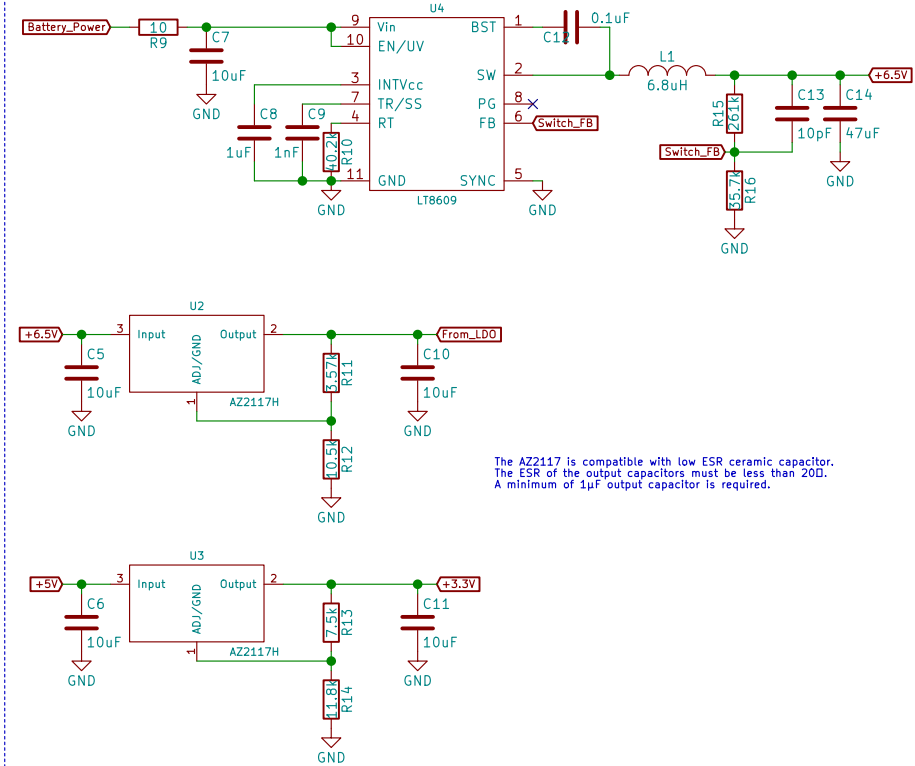 U4
Battery_Power
10
R9
9
Vin
BST
1
0.1uF
C12
C7
10
EN/UV
10uF
GND
L1
3
INTVcc
SW
2
+6.5V
6.8uH
7
TR/SS
PG
8
C8
C9
4
RT
FB
6
Switch_FB
R15
261k
C13
C14
10pF
47uF
1uF
1nF
40.2k
R10
Switch_FB
11
GND
SYNC
5
GND
LT8609
GND
GND
35.7k
R16
GND
U2
+6.5V
3
Input
Output
2
From_LDO
ADJ/GND
C5
10uF
1
AZ2117H
3.57k
R11
C10
10uF
GND
GND
10.5k
R12
GND
The AZ2117 is compatible with low ESR ceramic capacitor.
The ESR of the output capacitors must be less than 20▯.
A minimum of 1µF output capacitor is required.
U3
+5V
3
Input
Output
2
+3.3V
ADJ/GND
C6
10uF
1
AZ2117H
7.5k
R13
C11
10uF
GND
GND
11.8k
R14
GND